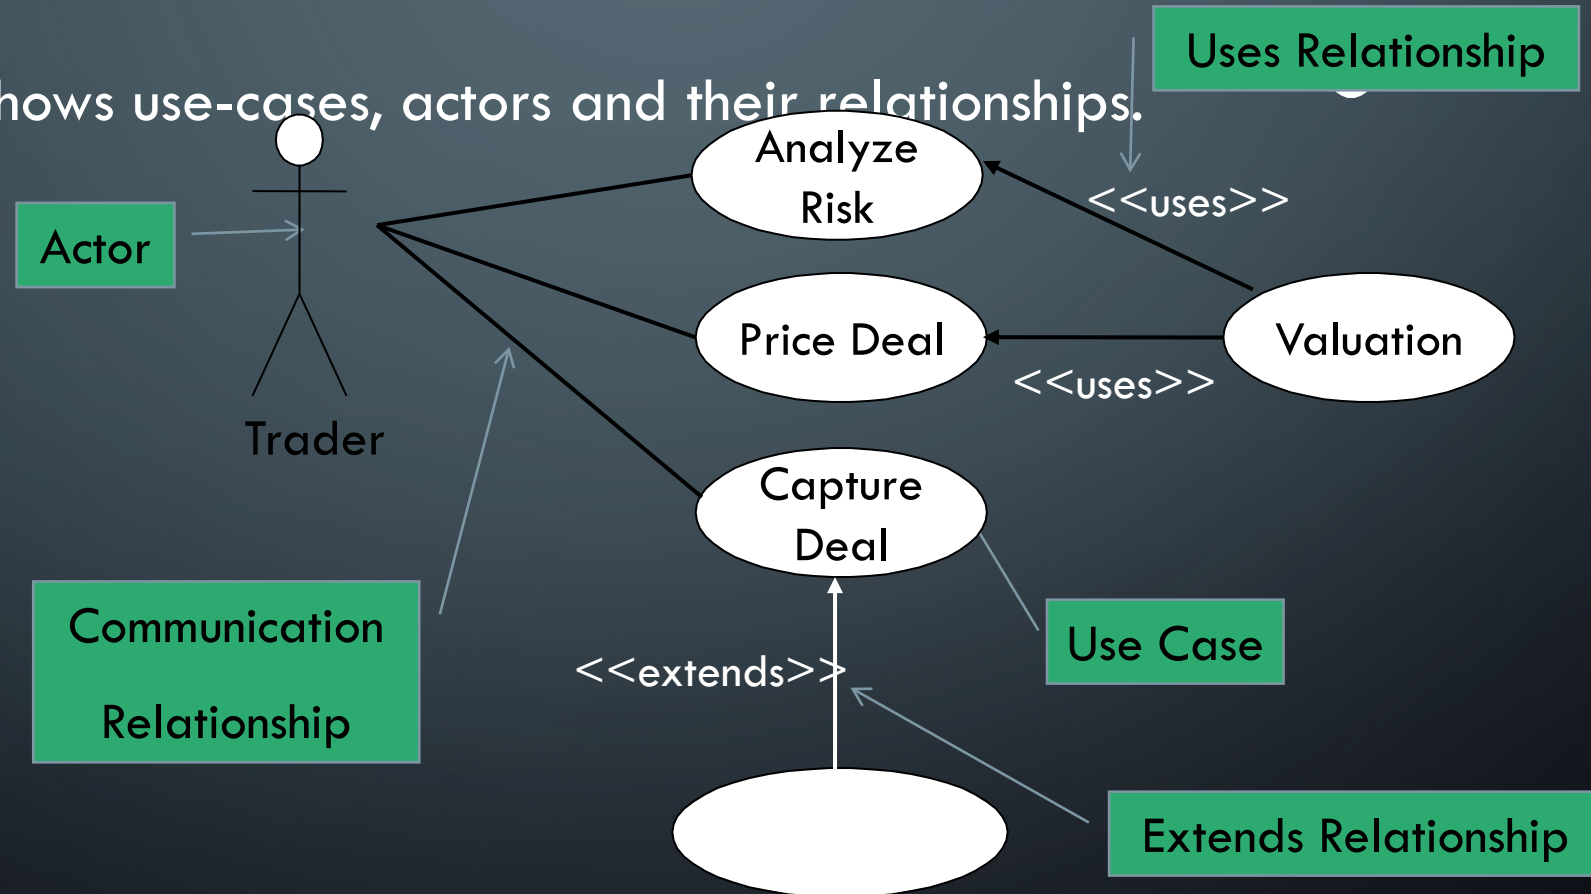 Uses Relationship
hows use-cases, actors and their relationships.
Analyze
Risk
<<uses>>
Actor
Price Deal
Valuation
<<uses>>
Trader
Capture
Deal
Communication
Relationship
Use Case
<<extends>>
Extends Relationship